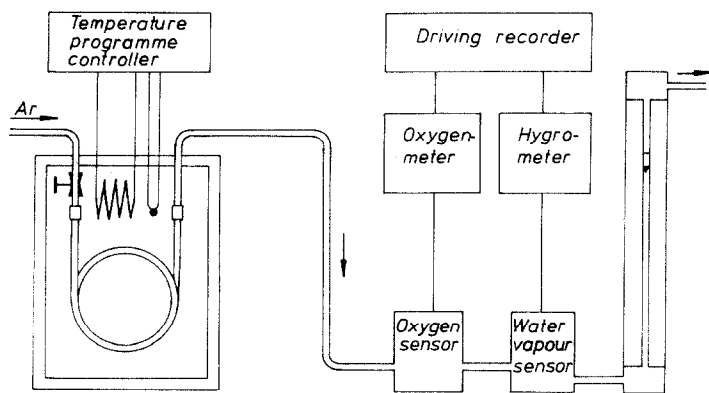 Temperature
programme
controller
Driving recorder
Ar
Oxygen-
meter
Hygro-
meter
Oxygen
sensor
Water
vapour
sensor